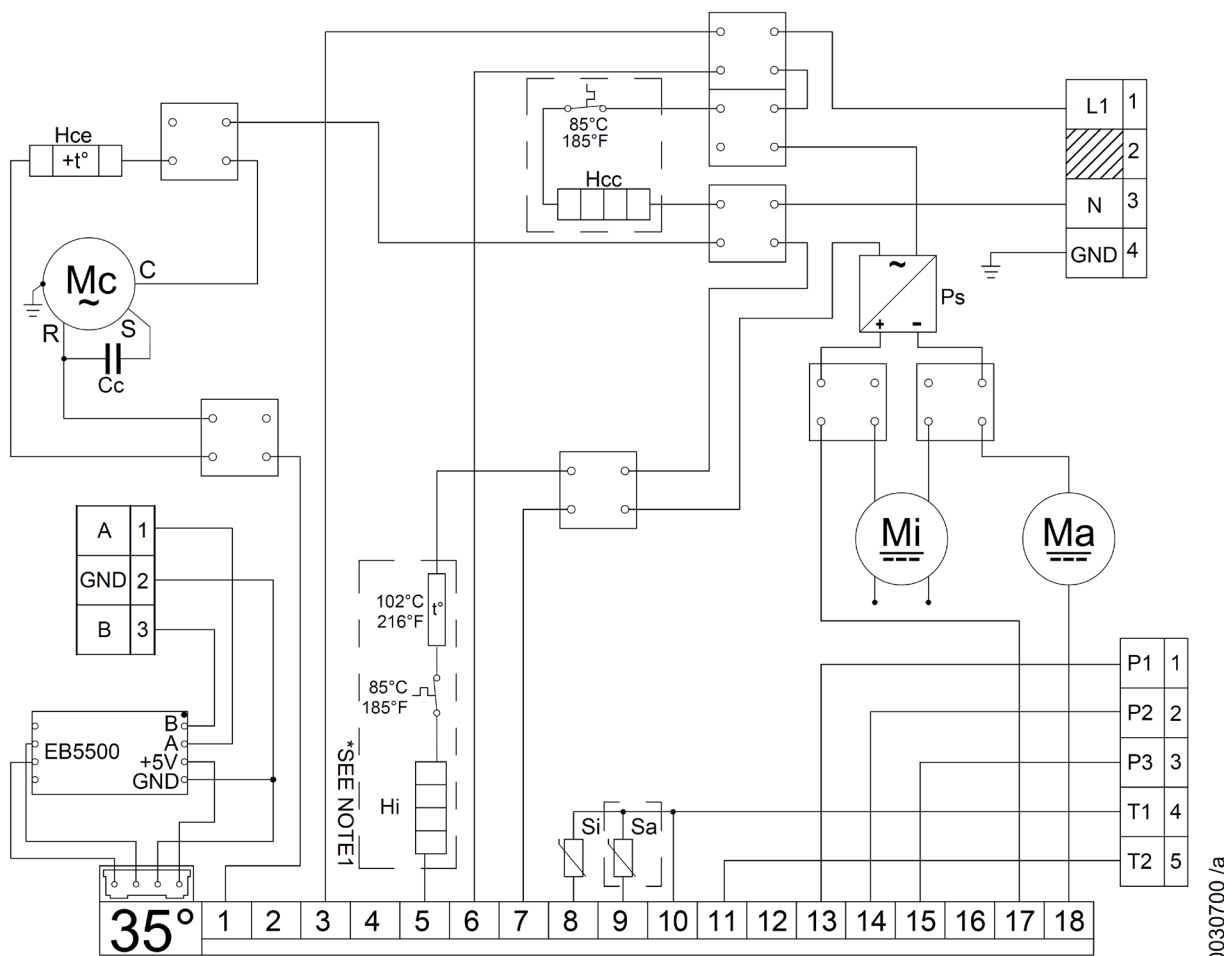 L1 1
2
N 3
GND 4
85°C
185°F
Hcc
Hce
+t°
Mc
~
C
R
S
Cc
~
Ps
+ -
Mi
Ma
A 1
GND 2
B 3
102°C
216°F
t°
85°C
185°F
*SEE NOTE1
Hi
EB5500
B
A
+5V
GND
Si
Sa
P1 1
P2 2
P3 3
T1 4
T2 5
35° 1 2 3 4 5 6 7 8 9 10 11 12 13 14 15 16 17 18
0030700 /a